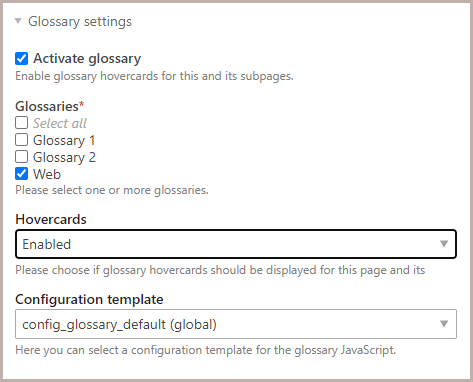 Glossary settings
Activate glossary
Enable glossary hovercards for this and its subpages.
Glossaries*
Select all
Glossary 1
Glossary 2
Web
Please select one or more glossaries.
Hovercards
Enabled
Please choose if glossary hovercards should be displayed for this page and its
Configuration template
config_glossary_default (global)
Here you can select a configuration template for the glossary JavaScript.